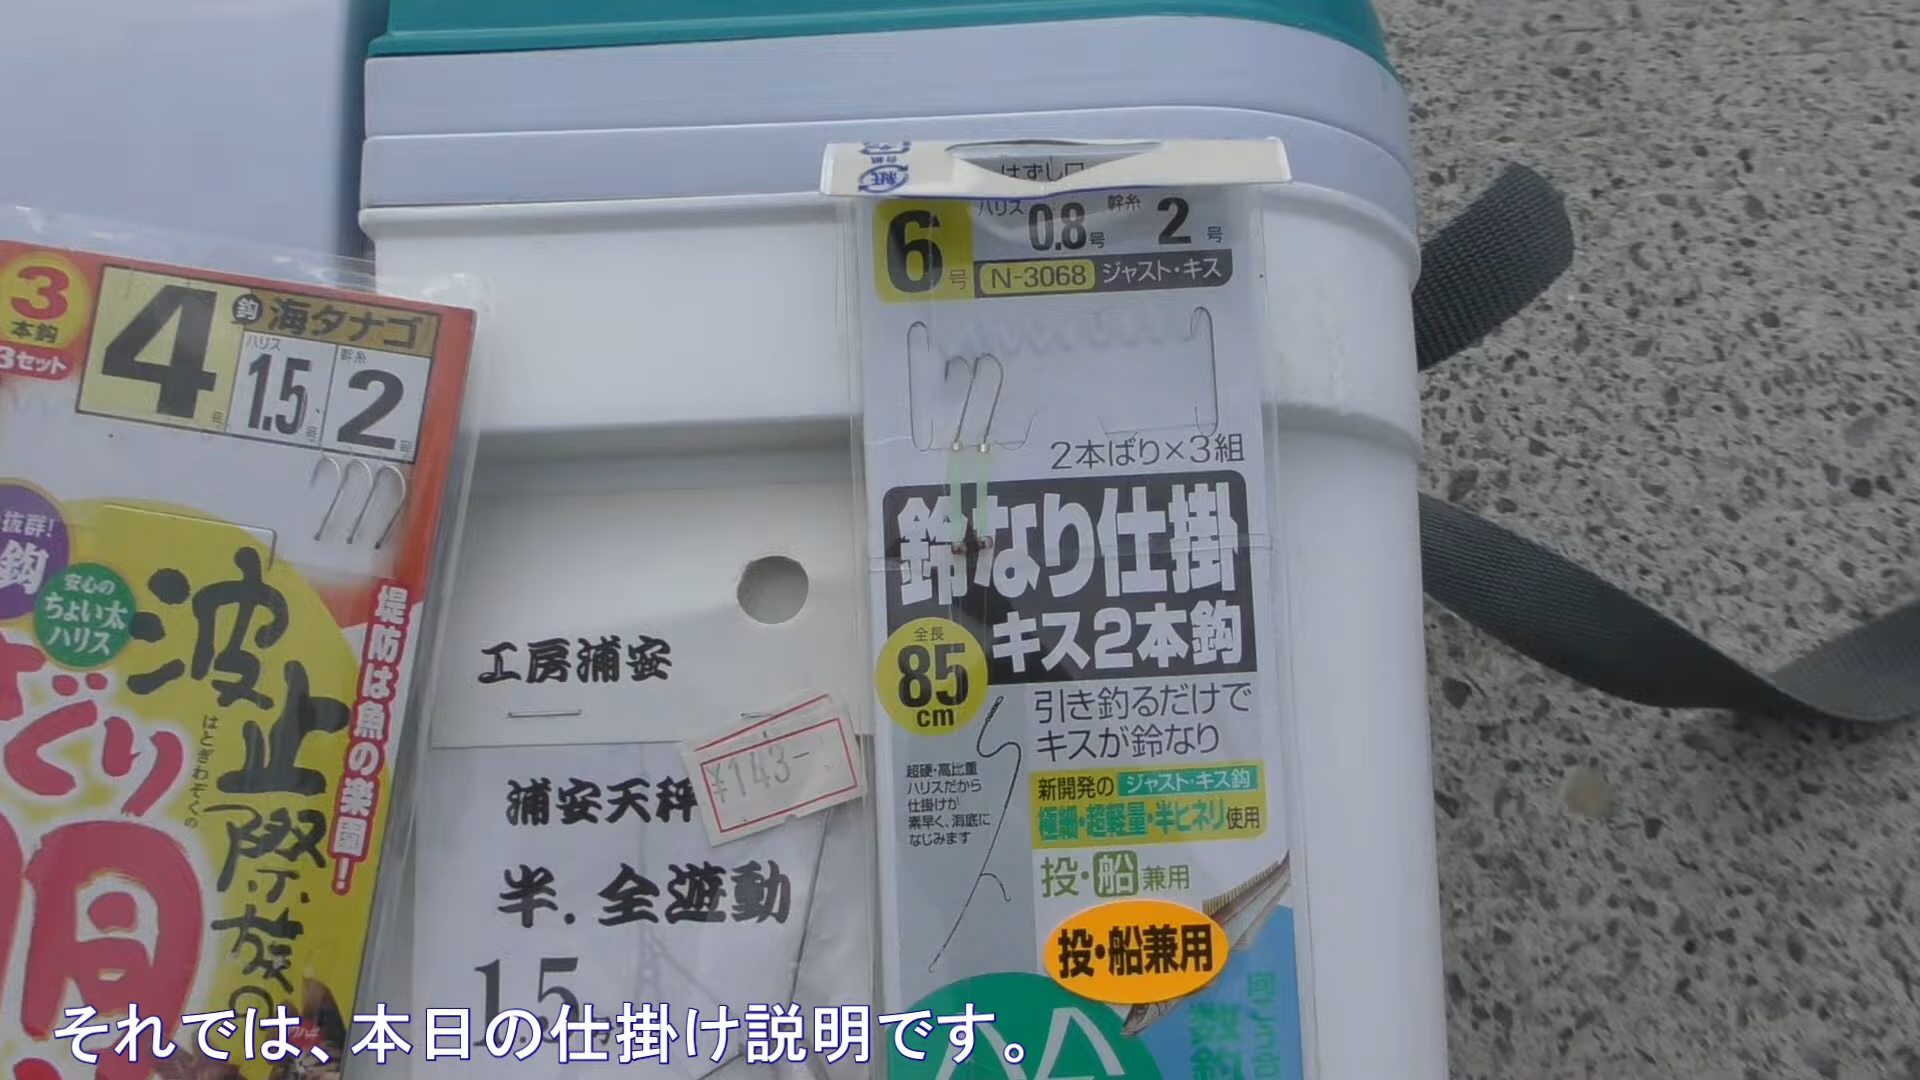 3
本鈎
3セット
4号
鈎 海タナゴ
ハリス
1.5号
幹糸
2号
抜群!
鈎
安心の
ちょい太
ハリス
波止際族の
はとぎわぞくの
堤防は魚の楽園!
工房浦安
¥143-
浦安天秤
半.全遊動
1.5
紙
はずし口
6号
ハリス
0.8号
幹糸
2号
N-3068 ジャスト・キス
2本ばり×3組
鈴なり仕掛
キス2本鈎
全長
85
cm
引き釣るだけで
キスが鈴なり
超硬・高比重
ハリスだから
仕掛けが
素早く、海底に
なじみます
新開発の ジャスト・キス鈎
極細・超軽量・半ヒネリ使用
投・船兼用
投・船兼用
数釣
それでは、本日の仕掛け説明です。